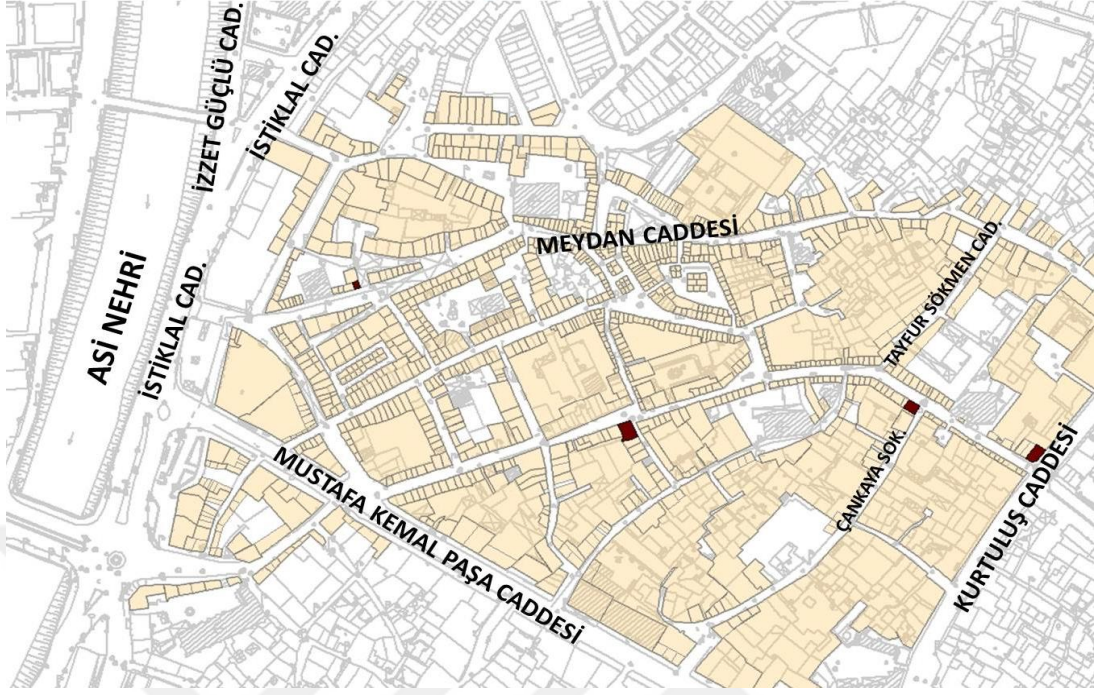 İZZET GÜÇLÜ CAD.
İSTİKLAL CAD.
MEYDAN CADDESİ
ASİ NEHRİ
İSTİKLAL CAD.
TAYFUR SÖKMEN CAD.
CANKAYA SOK.
MUSTAFA KEMAL PAŞA CADDESİ
KURTULUŞ CADDESİ